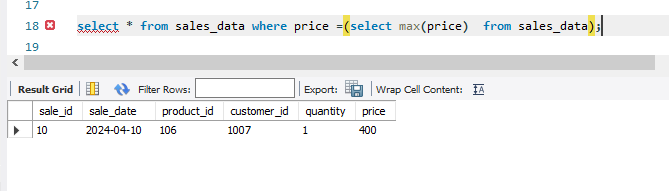 17
18 select * from sales_data where price =(select max(price)  from sales_data);
19
Result Grid Filter Rows: Export: Wrap Cell Content: IA
sale_id sale_date product_id customer_id quantity price
10 2024-04-10 106 1007 1 400